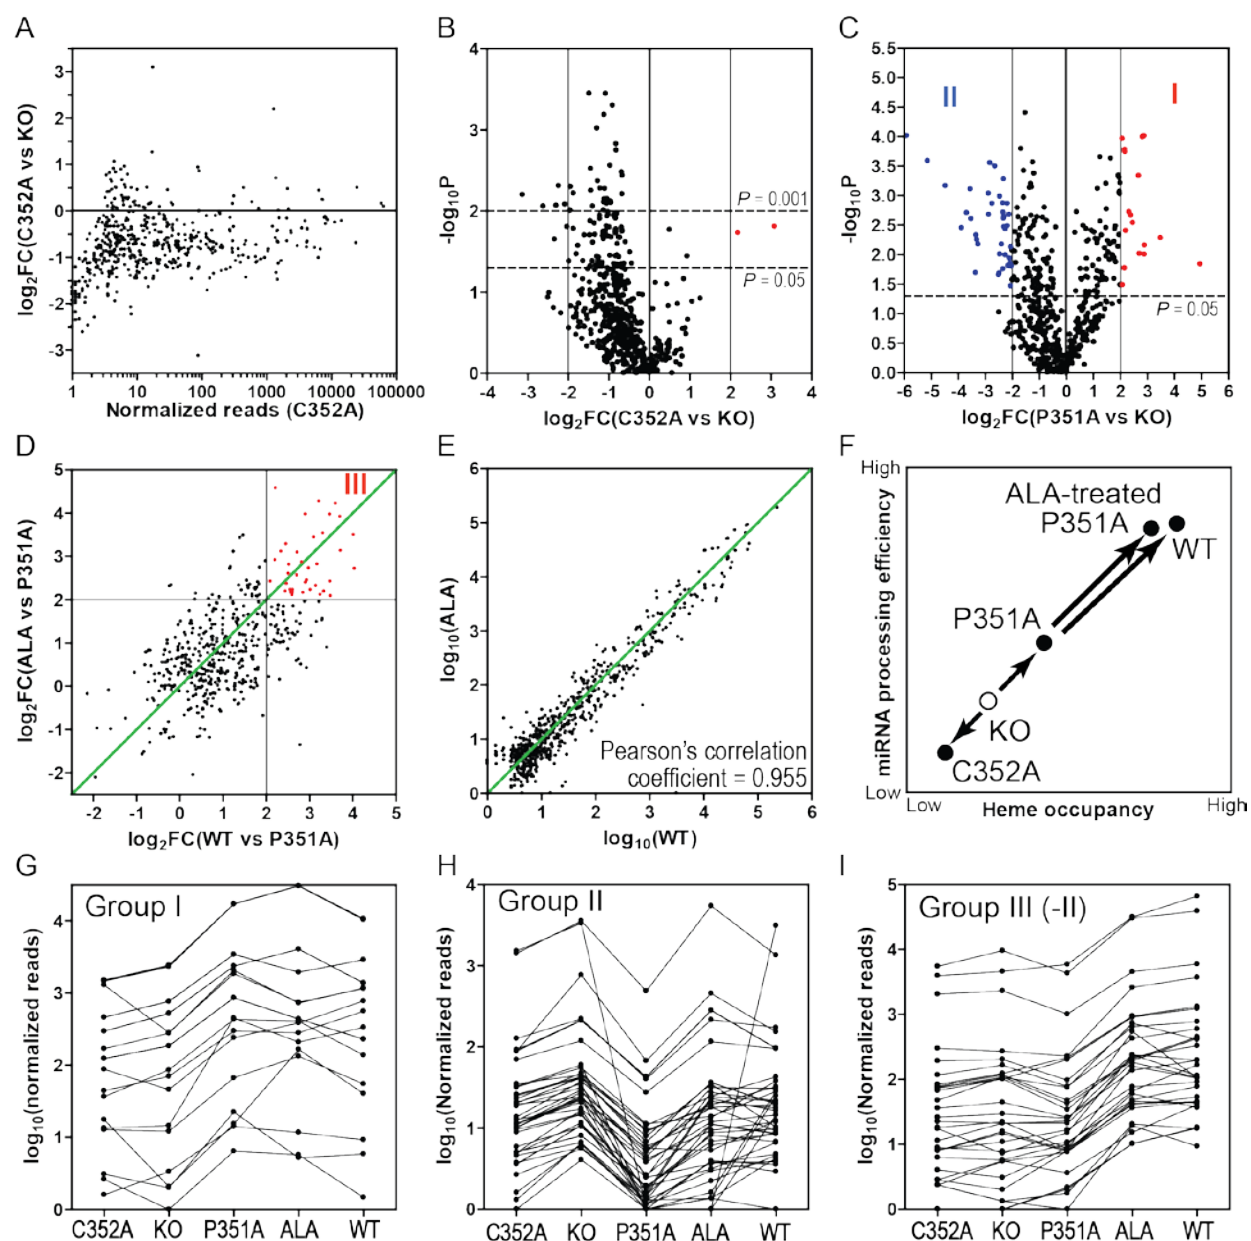 A
log₂FC(C352A vs KO)
3
2
1
0
-1
-2
-3
1
10
100
1000
10000
100000
Normalized reads (C352A)
B
-log₁₀P
4
3
2
1
0
P = 0.001
P = 0.05
-4
-3
-2
-1
0
1
2
3
4
log₂FC(C352A vs KO)
C
-log₁₀P
5.5
5.0
4.5
4.0
3.5
3.0
2.5
2.0
1.5
1.0
0.5
0.0
II
I
P = 0.05
-6
-5
-4
-3
-2
-1
0
1
2
3
4
5
6
log₂FC(P351A vs KO)
D
log₂FC(ALA vs P351A)
5
4
3
2
1
0
-1
-2
III
-2
-1
0
1
2
3
4
5
log₂FC(WT vs P351A)
E
log₁₀(ALA)
6
5
4
3
2
1
0
Pearson's correlation
coefficient = 0.955
0
1
2
3
4
5
6
log₁₀(WT)
F
miRNA processing efficiency
High
Low
ALA-treated
P351A
WT
P351A
KO
C352A
Low
High
Heme occupancy
G
log₁₀(normalized reads)
4
3
2
1
0
Group I
C352A
KO
P351A
ALA
WT
H
log₁₀(Normalized reads)
4
3
2
1
0
Group II
C352A
KO
P351A
ALA
WT
I
log₁₀(Normalized reads)
5
4
3
2
1
0
Group III (-II)
C352A
KO
P351A
ALA
WT